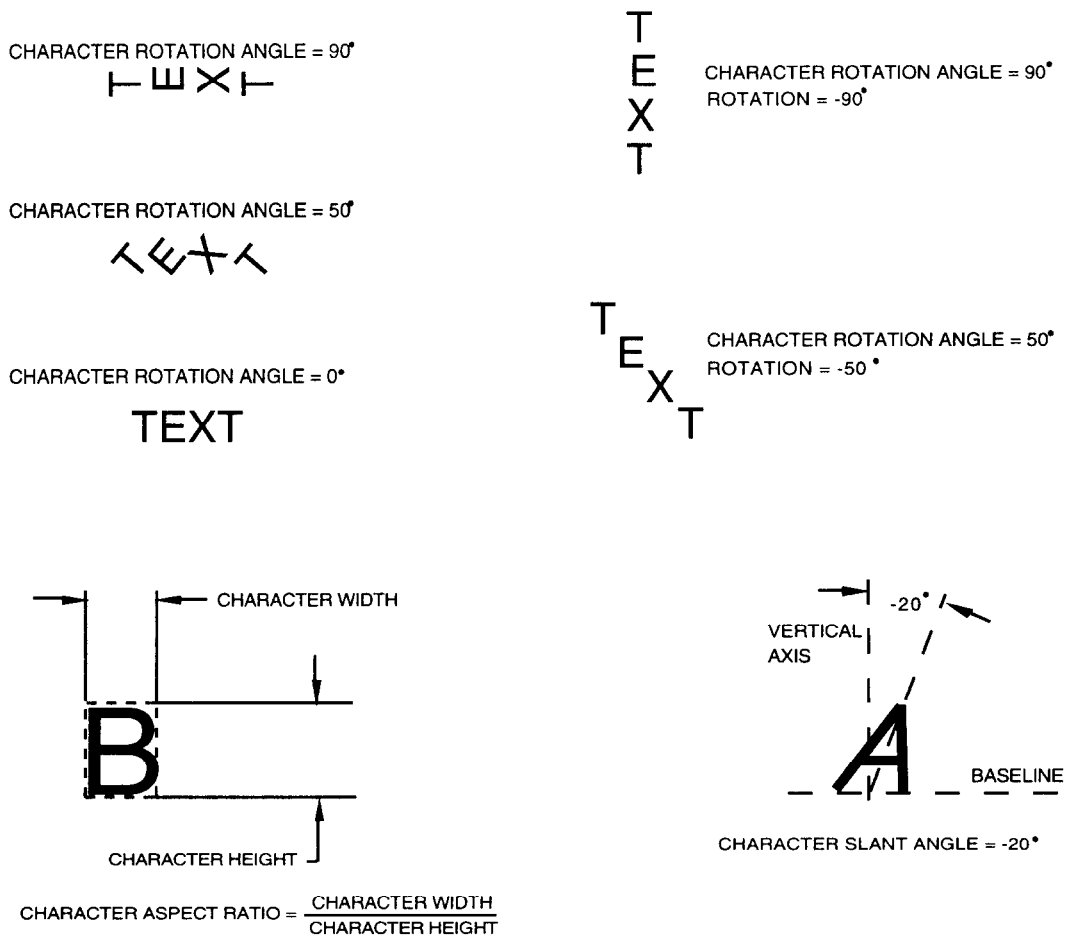 CHARACTER ROTATION ANGLE = 90°
TEXT
T
E
X
T
CHARACTER ROTATION ANGLE = 90°
ROTATION = -90°
CHARACTER ROTATION ANGLE = 50°
TEXT
T
E
X
T
CHARACTER ROTATION ANGLE = 50°
ROTATION = -50°
CHARACTER ROTATION ANGLE = 0°
TEXT
CHARACTER WIDTH
B
CHARACTER HEIGHT
CHARACTER ASPECT RATIO = CHARACTER WIDTH
CHARACTER HEIGHT
-20°
VERTICAL
AXIS
A
BASELINE
CHARACTER SLANT ANGLE = -20°